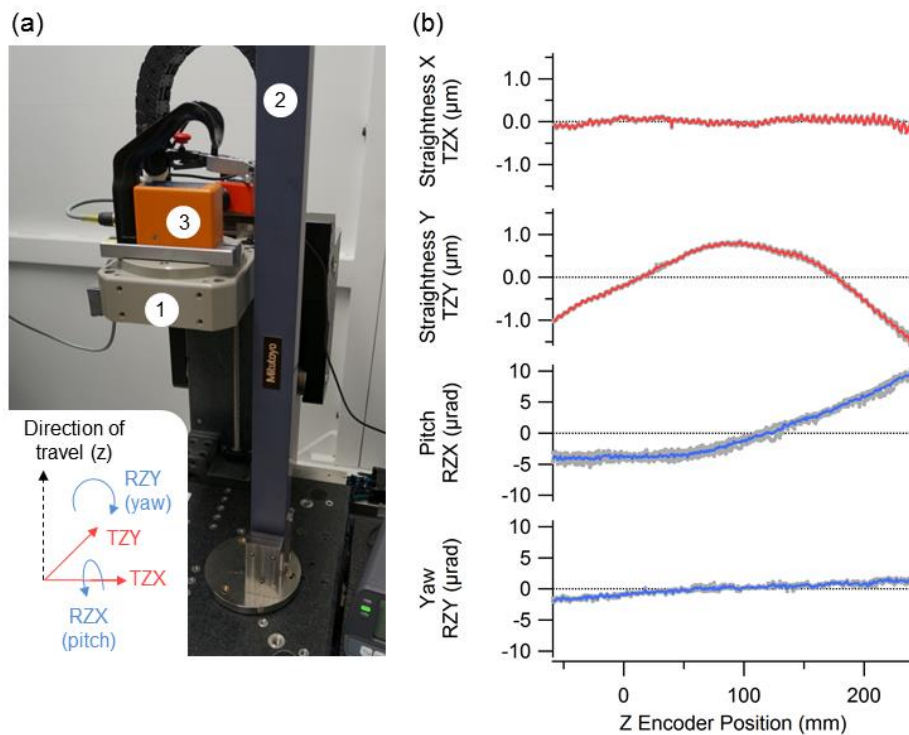 (a)
(b)
2
3
1
Mitutoyo
Direction of
travel (z)
RZY
(yaw)
TZY
TZX
RZX
(pitch)
Straightness X
TZX (μm)
1.0
0.0
-1.0
Straightness Y
TZY (μm)
1.0
0.0
-1.0
Pitch
RZX (μrad)
10
5
0
-5
-10
Yaw
RZY (μrad)
10
5
0
-5
-10
0
100
200
Z Encoder Position (mm)